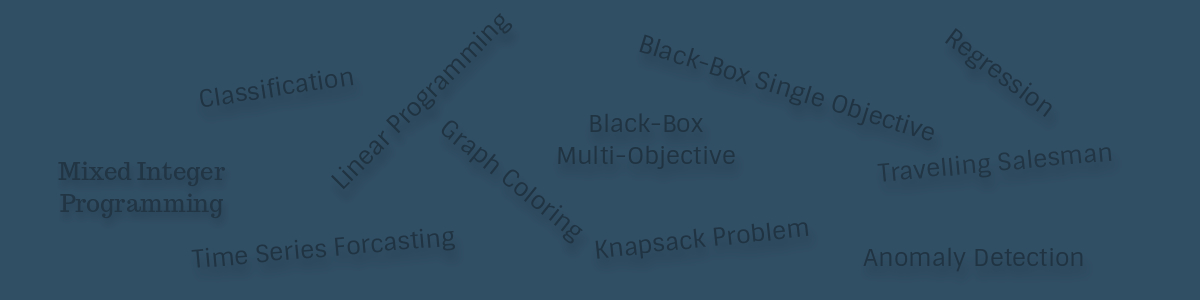 Classification
Linear Programming
Black-Box Single Objective
Regression
Graph Coloring
Black-Box
Multi-Objective
Travelling Salesman
Mixed Integer
Programming
Time Series Forcasting
Knapsack Problem
Anomaly Detection